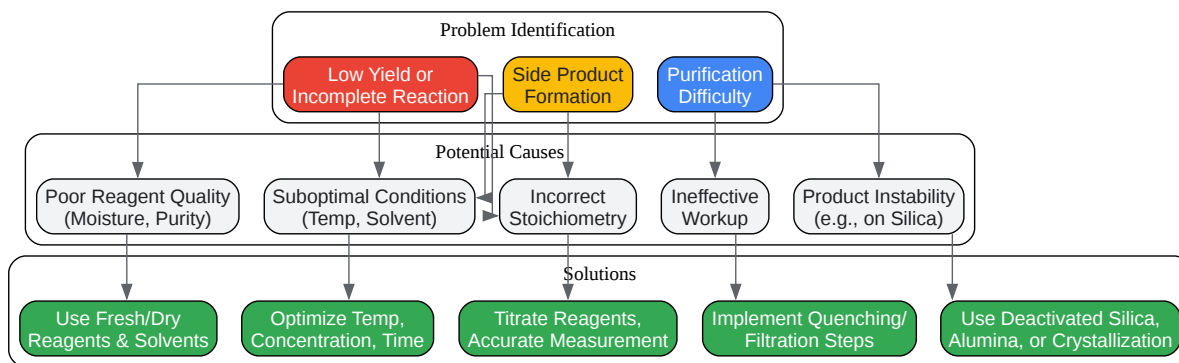 Problem Identification
Low Yield or
Incomplete Reaction
Side Product
Formation
Purification
Difficulty
Potential Causes
Poor Reagent Quality
(Moisture, Purity)
Suboptimal Conditions
(Temp, Solvent)
Incorrect
Stoichiometry
Ineffective
Workup
Product Instability
(e.g., on Silica)
Solutions
Use Fresh/Dry
Reagents & Solvents
Optimize Temp,
Concentration, Time
Titrate Reagents,
Accurate Measurement
Implement Quenching/
Filtration Steps
Use Deactivated Silica,
Alumina, or Crystallization